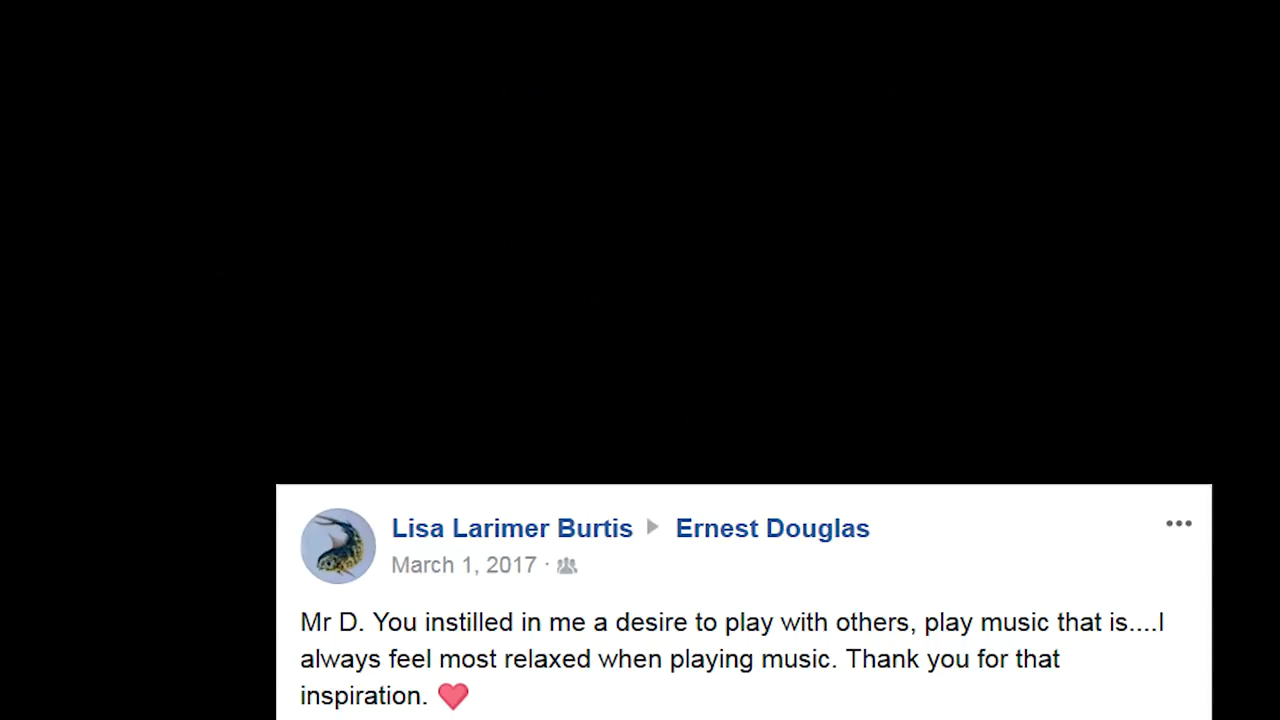 Lisa Larimer Burtis ▶ Ernest Douglas
March 1, 2017 ·
Mr D. You instilled in me a desire to play with others, play music that is....I
always feel most relaxed when playing music. Thank you for that
inspiration. ❤️